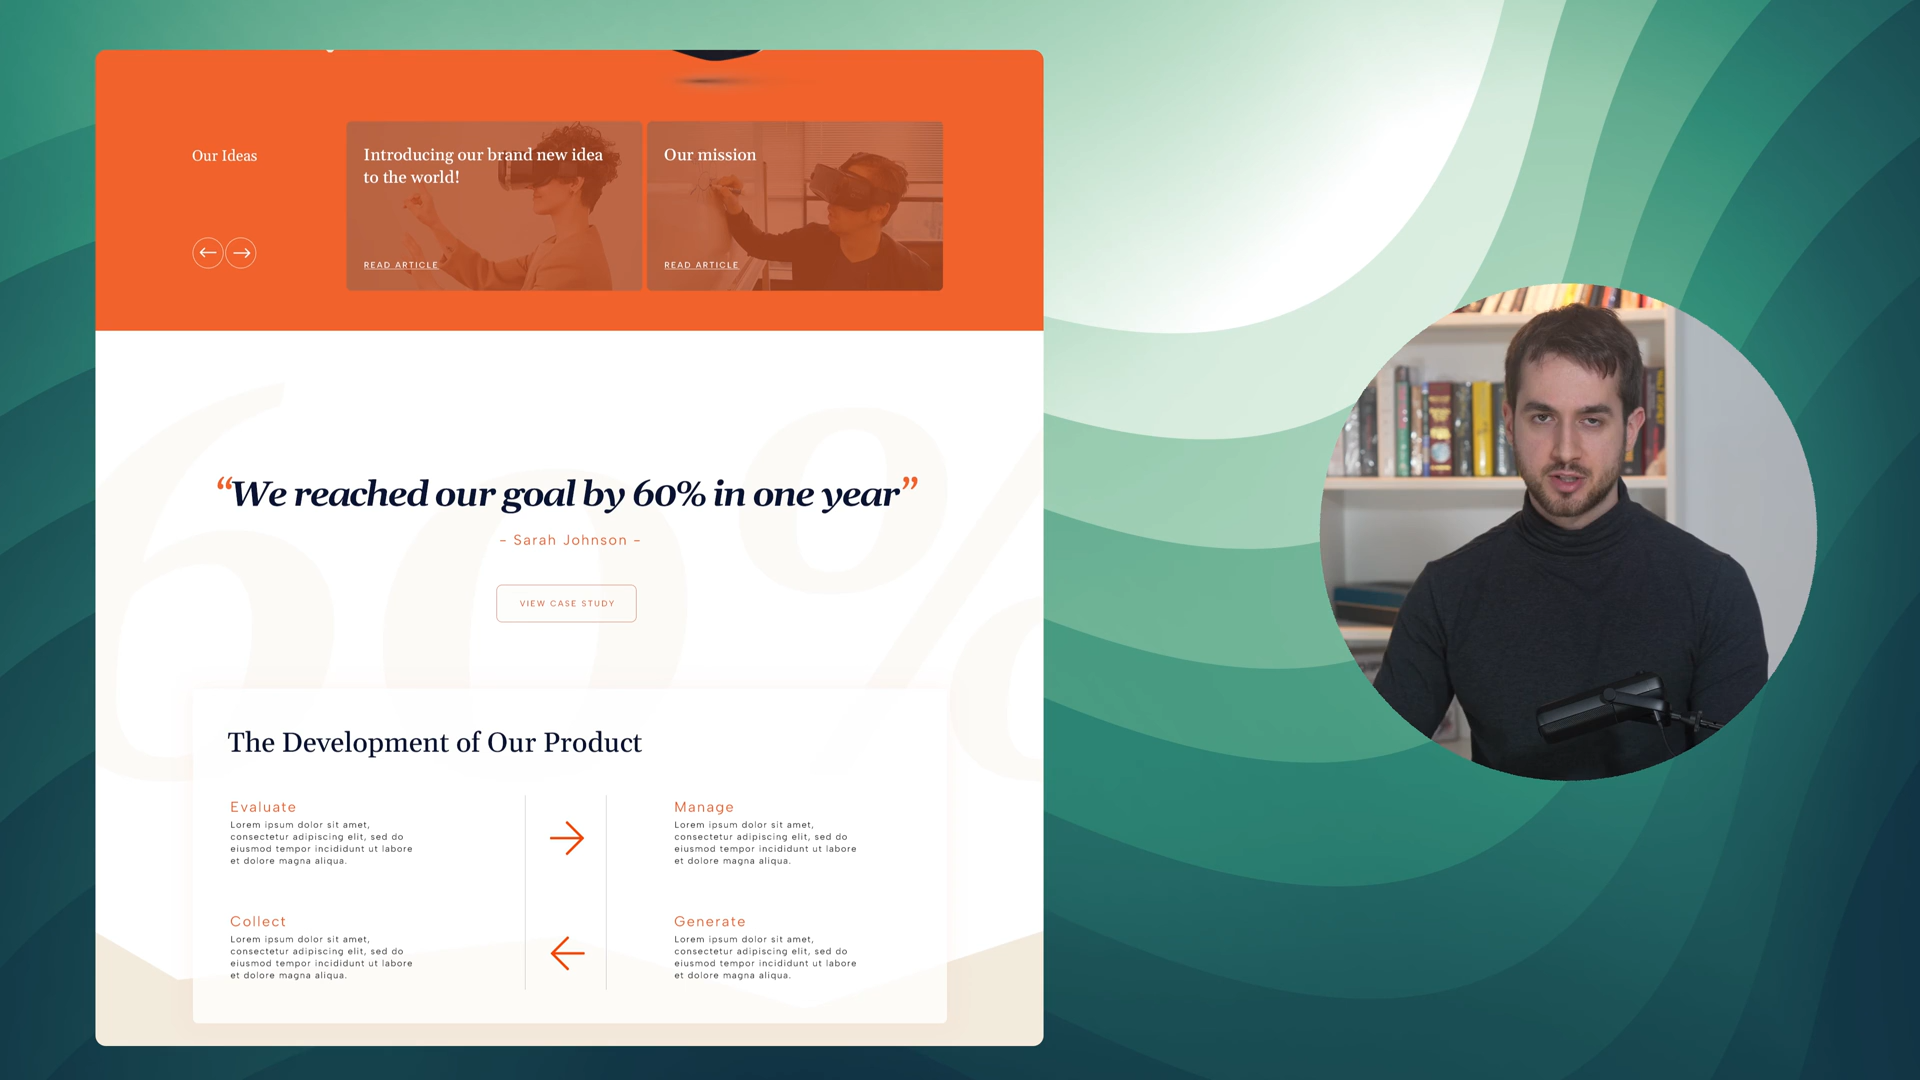 Our Ideas
Introducing our brand new idea
to the world!
READ ARTICLE
Our mission
READ ARTICLE
60%
“We reached our goal by 60% in one year”
– Sarah Johnson –
VIEW CASE STUDY
The Development of Our Product
Evaluate
Lorem ipsum dolor sit amet,
consectetur adipiscing elit, sed do
eiusmod tempor incididunt ut labore
et dolore magna aliqua.
Manage
Lorem ipsum dolor sit amet,
consectetur adipiscing elit, sed do
eiusmod tempor incididunt ut labore
et dolore magna aliqua.
Collect
Lorem ipsum dolor sit amet,
consectetur adipiscing elit, sed do
eiusmod tempor incididunt ut labore
et dolore magna aliqua.
Generate
Lorem ipsum dolor sit amet,
consectetur adipiscing elit, sed do
eiusmod tempor incididunt ut labore
et dolore magna aliqua.